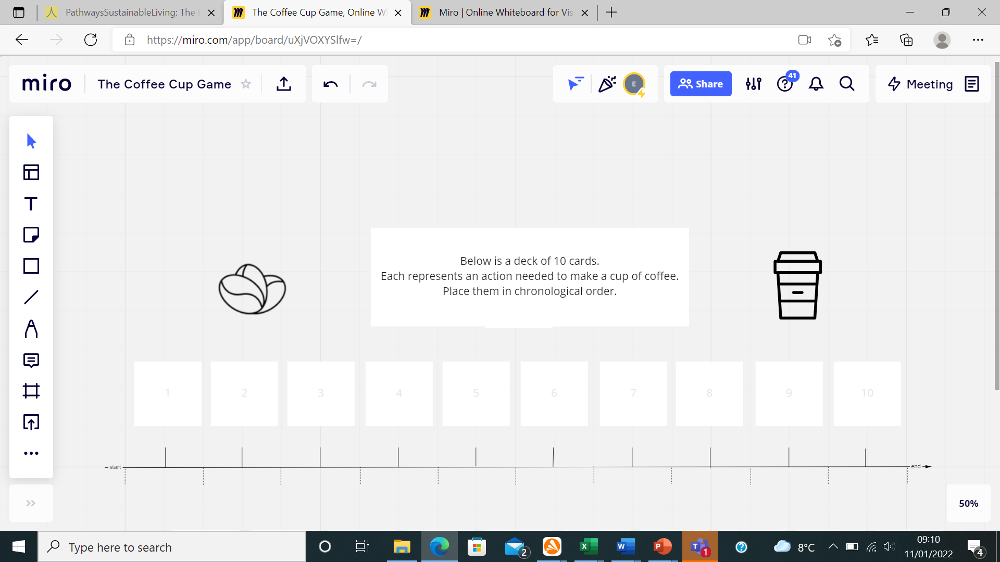 PathwaysSustainableLiving: The
The Coffee Cup Game, Online W
Miro | Online Whiteboard for Vis
https://miro.com/app/board/uXjVOXYSlfw=/
miro
The Coffee Cup Game
E
Share
41
Meeting
Below is a deck of 10 cards.
Each represents an action needed to make a cup of coffee.
Place them in chronological order.
1 2 3 4 5 6 7 8 9 10
start
end
50%
Type here to search
2
1
8°C
09:10
11/01/2022
4